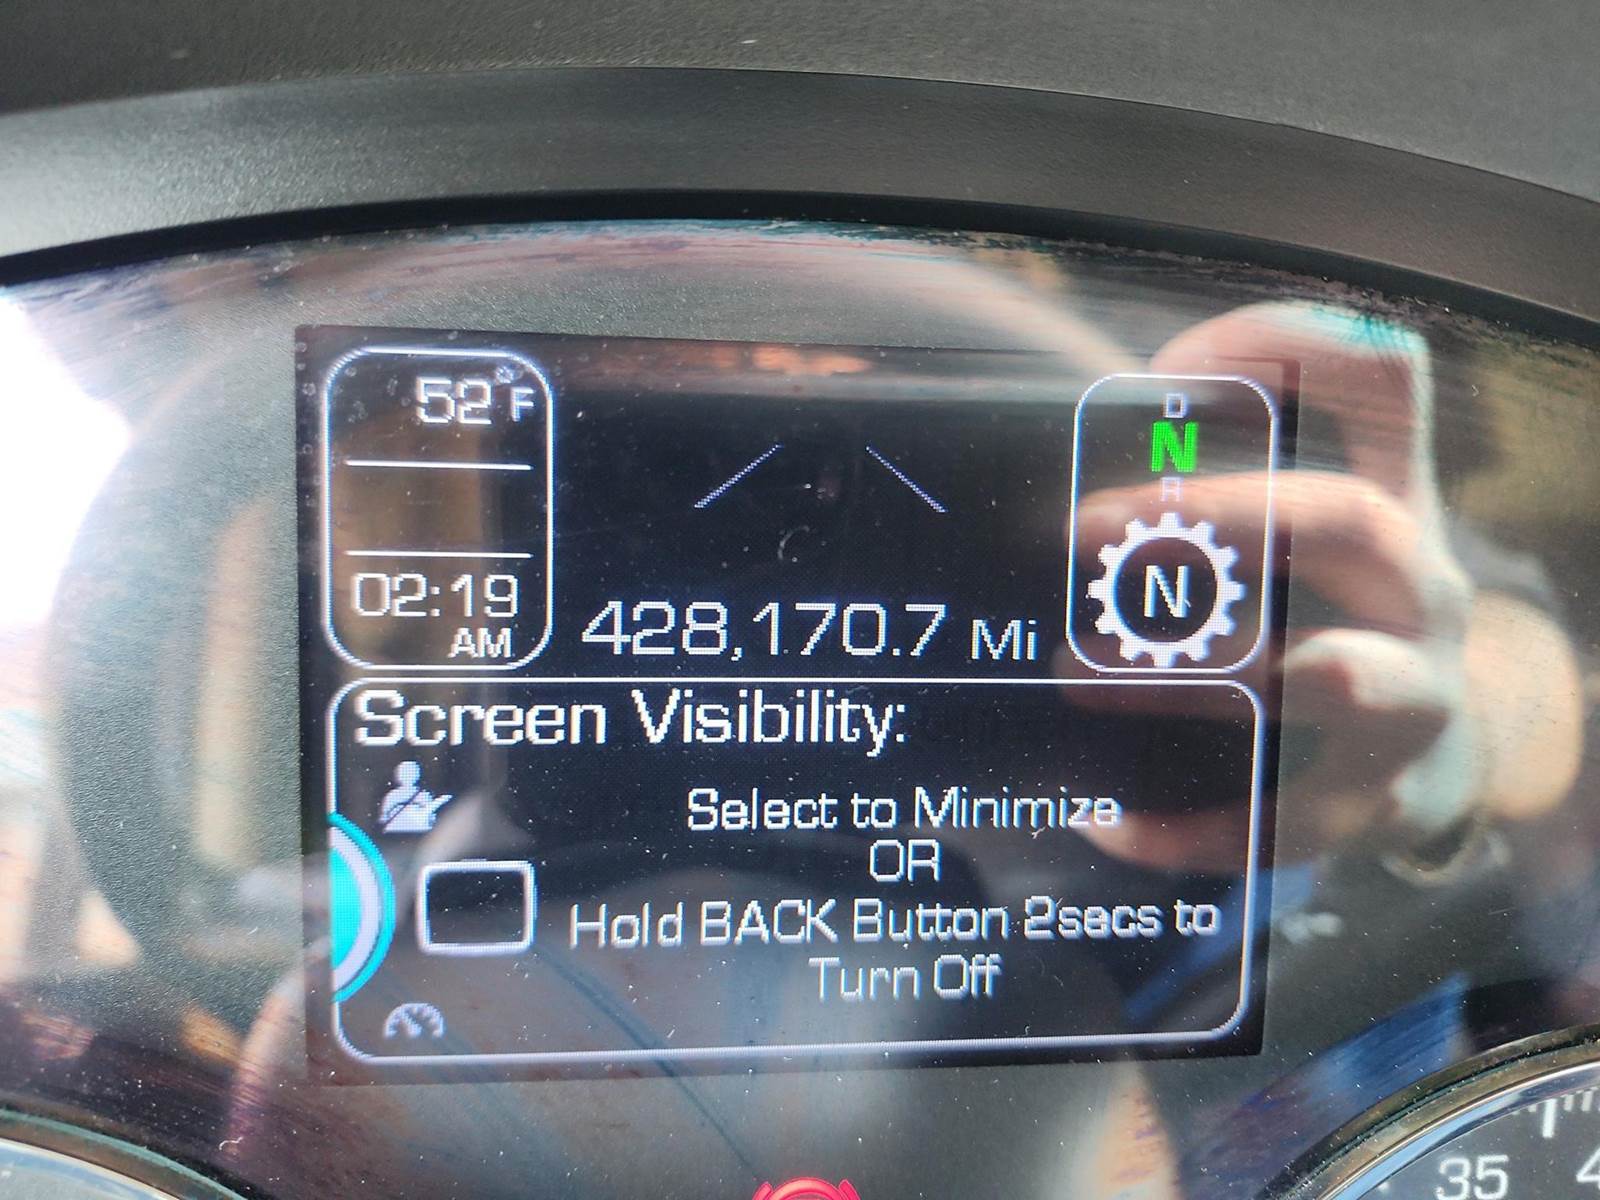 52°F
02:19
AM
428,170.7 Mi
D
N
R
N
Screen Visibility:
Select to Minimize
OR
Hold BACK Button 2secs to
Turn Off
35